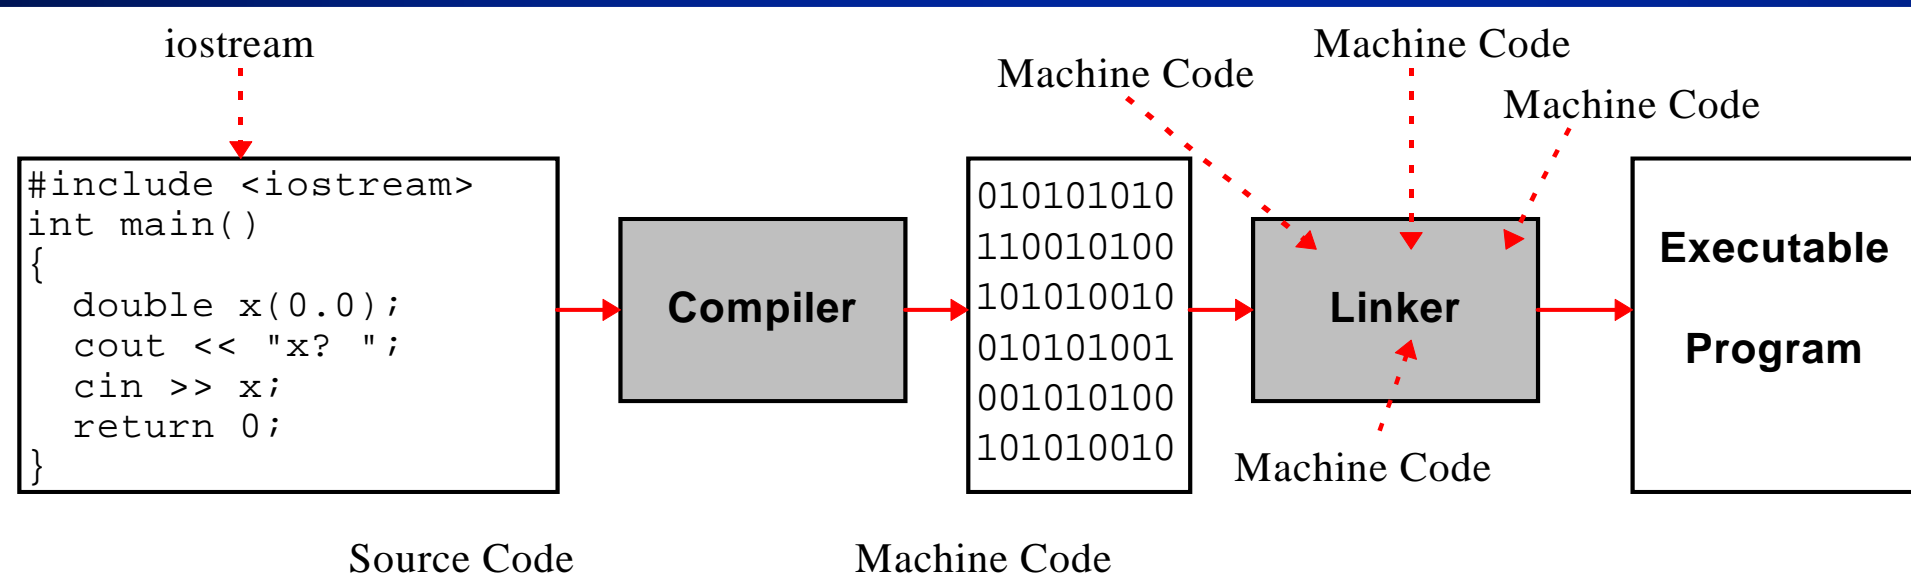 iostream
#include <iostream>
int main()
{
  double x(0.0);
  cout << "x? ";
  cin >> x;
  return 0;
}
Source Code
Compiler
010101010
110010100
101010010
010101001
001010100
101010010
Machine Code
Machine Code
Machine Code
Machine Code
Linker
Machine Code
Executable
Program